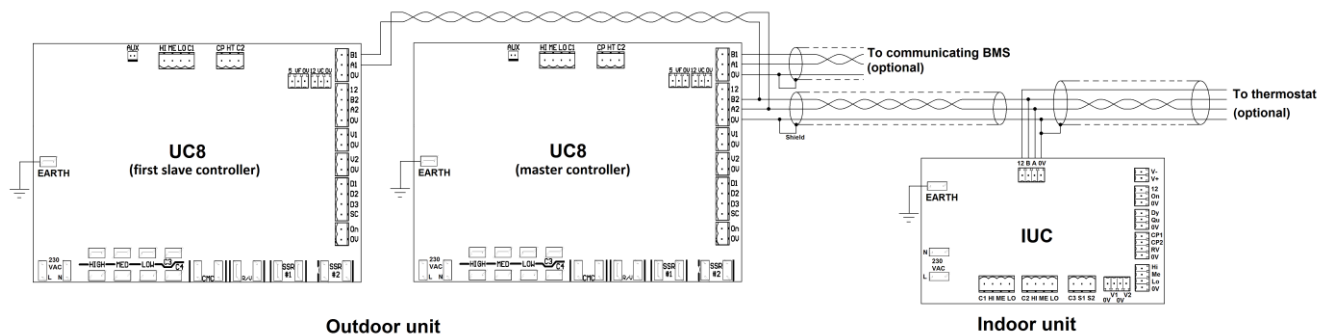 AUX
HI ME LO C1
CP HT C2
5 VF 0V
12 UC 0V
B1
A1
0V
12
B2
A2
0V
V1
0V
V2
0V
D1
D2
D3
SC
On
0V
UC8
(first slave controller)
EARTH
230
VAC
L N
HIGH MED LOW C3
C4
CMC
R/V
SSR
#1
SSR
#2
AUX
HI ME LO C1
CP HT C2
5 VF 0V
12 UC 0V
B1
A1
0V
12
B2
A2
0V
V1
0V
V2
0V
D1
D2
D3
SC
On
0V
UC8
(master controller)
EARTH
230
VAC
L N
HIGH MED LOW C3
C4
CMC
R/V
SSR
#1
SSR
#2
Outdoor unit
To communicating BMS
(optional)
Shield
To thermostat
(optional)
12 B A 0V
V-
V+
12
On
0V
Dy
Qu
0V
CP1
CP2
RV
0V
Hi
Me
Lo
0V
EARTH
IUC
N
230
VAC
L
C1 HI ME LO
C2 HI ME LO
C3 S1 S2
V1 V2
0V 0V
Indoor unit